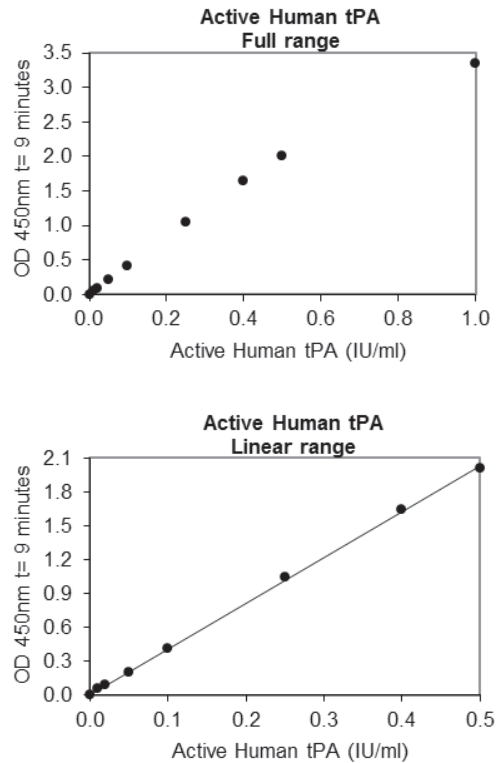 Active Human tPA
Full range
OD 450nm t= 9 minutes
3.5
3.0
2.5
2.0
1.5
1.0
0.5
0.0
0.0 0.2 0.4 0.6 0.8 1.0
Active Human tPA (IU/ml)
Active Human tPA
Linear range
OD 450nm t= 9 minutes
2.1
1.8
1.5
1.2
0.9
0.6
0.3
0.0
0.0 0.1 0.2 0.3 0.4 0.5
Active Human tPA (IU/ml)